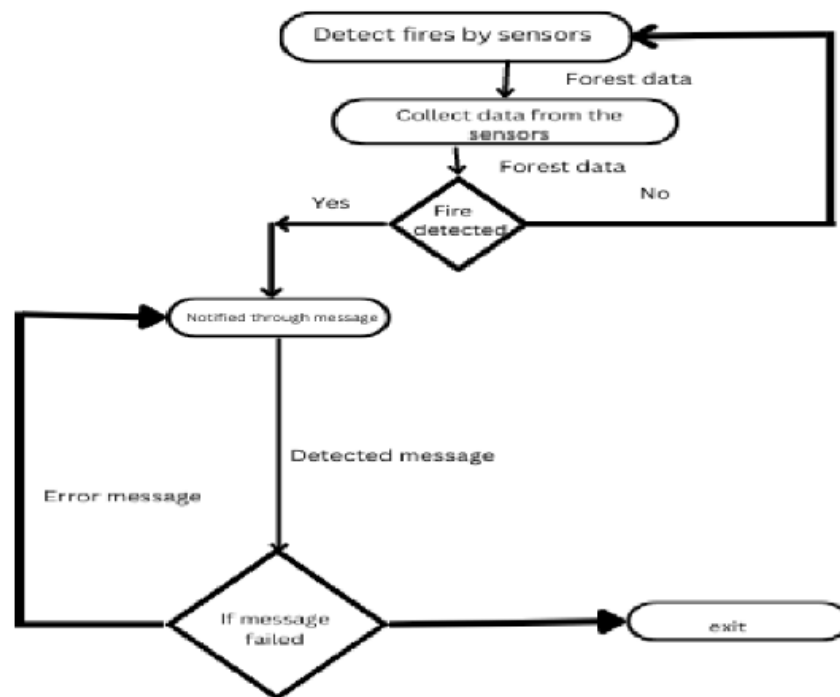 Detect fires by sensors
Forest data
Collect data from the
sensors
Forest data
No
Yes
Fire
detected
Notified through message
Detected message
Error message
If message
failed
exit